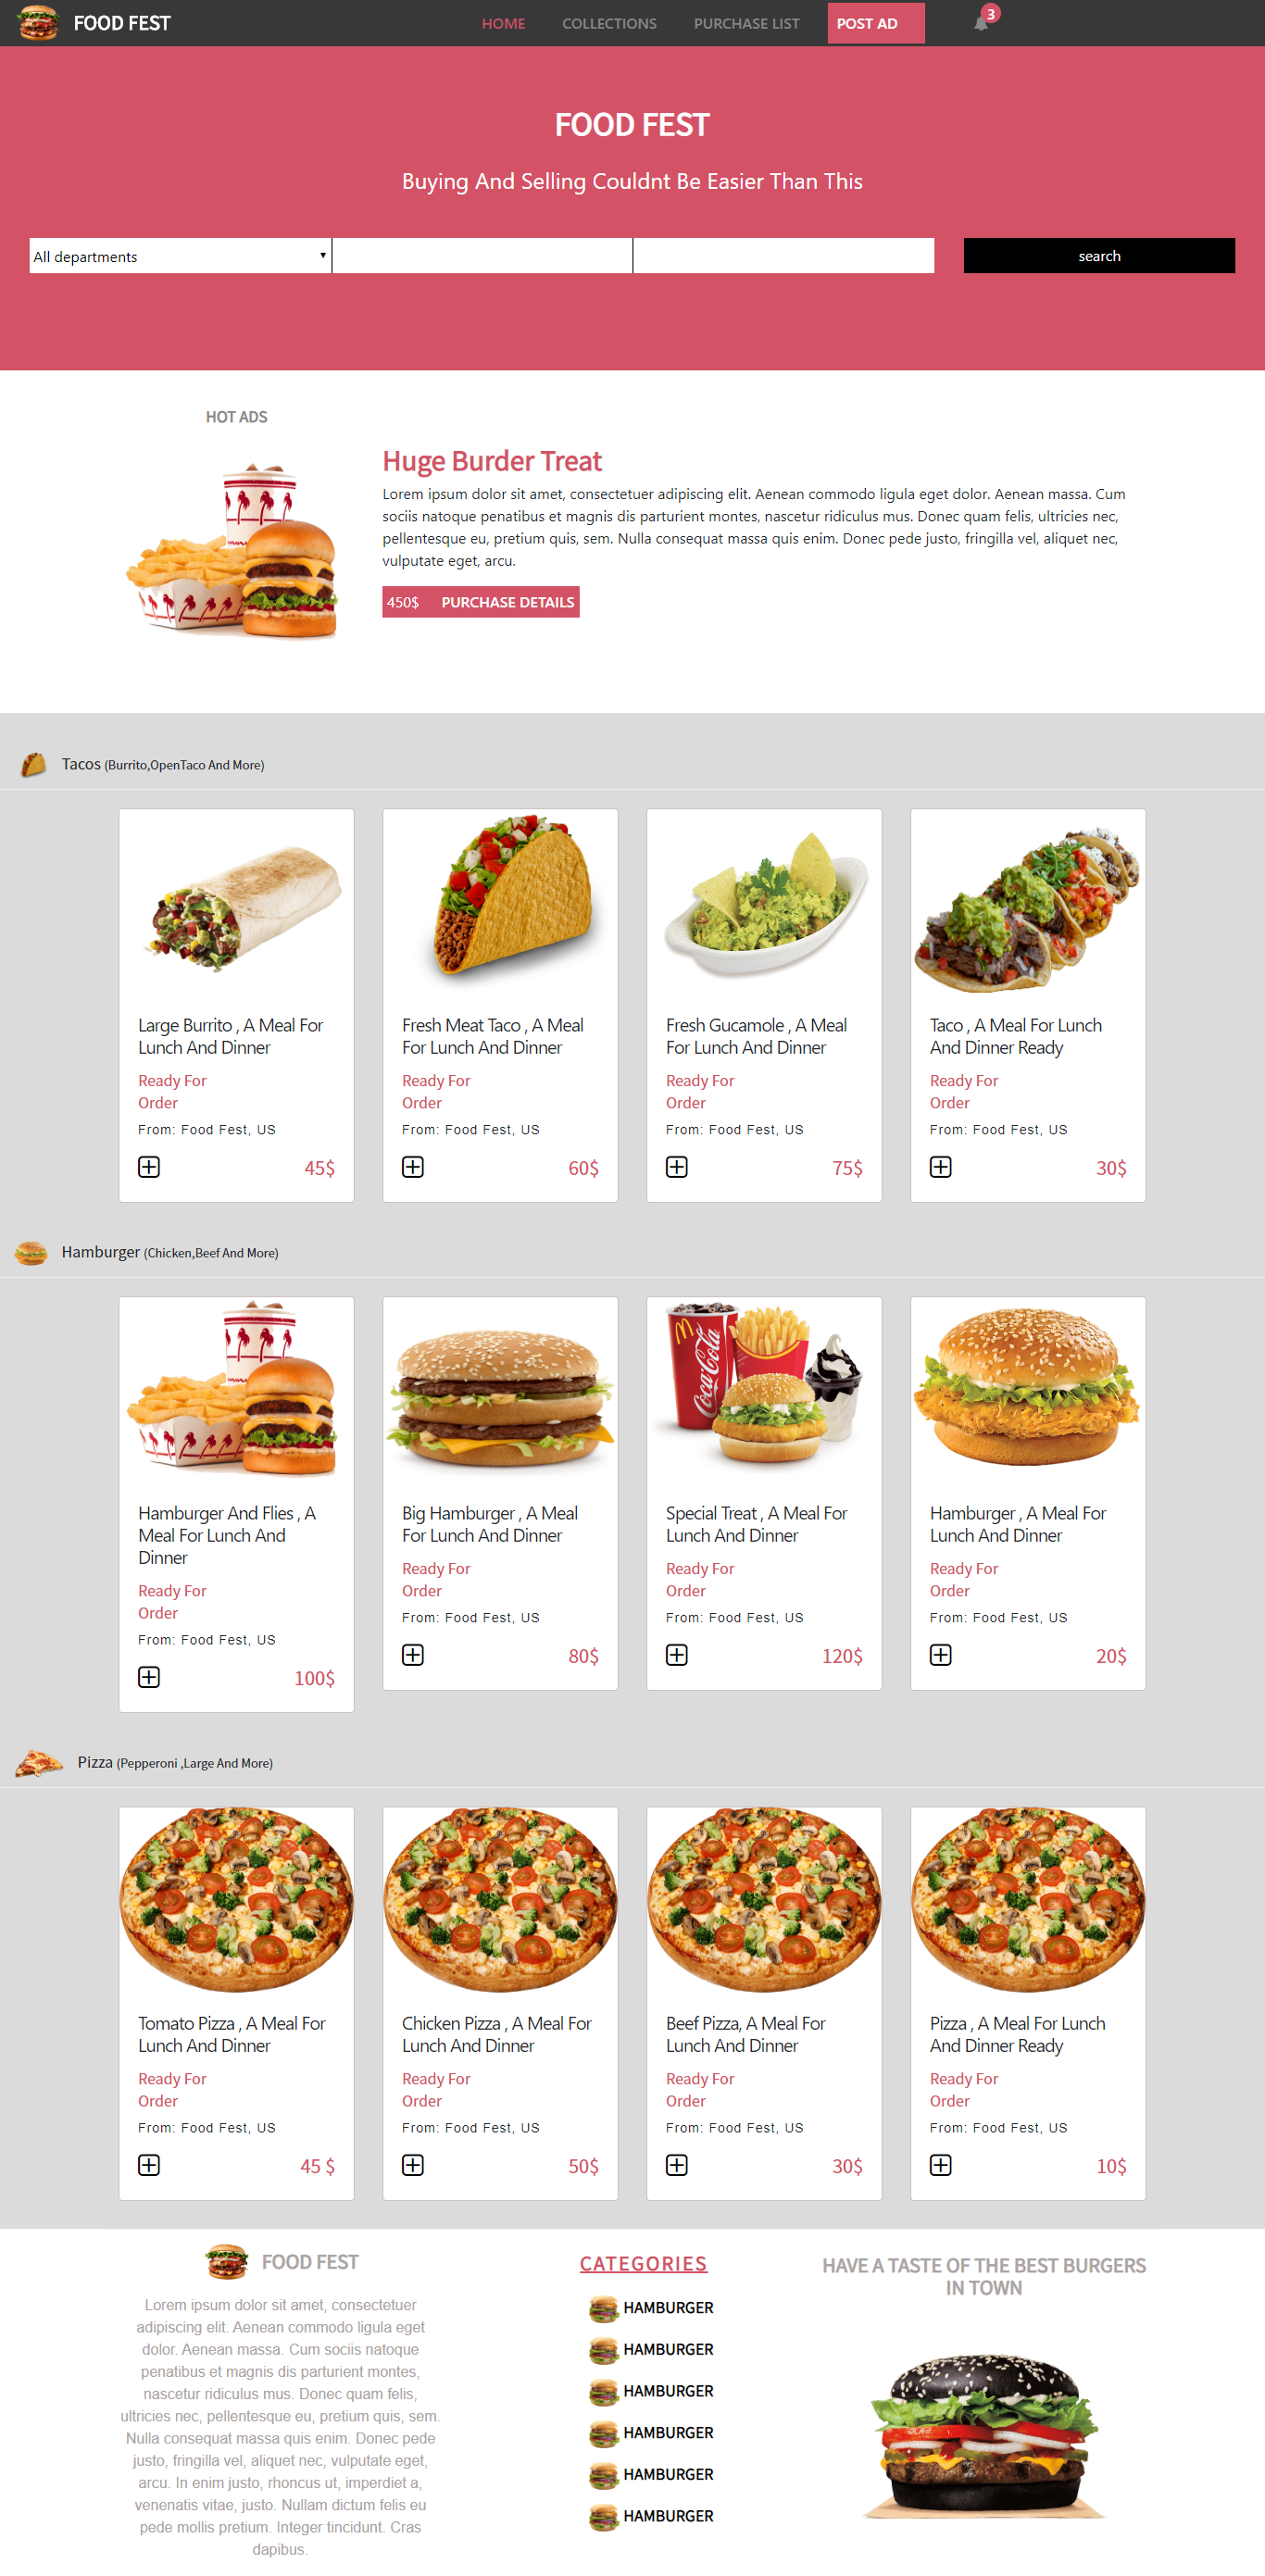 FOOD FEST
HOME COLLECTIONS PURCHASE LIST POST AD 3
FOOD FEST
Buying And Selling Couldnt Be Easier Than This
All departments search
HOT ADS
Huge Burder Treat
Lorem ipsum dolor sit amet, consectetuer adipiscing elit. Aenean commodo ligula eget dolor. Aenean massa. Cum
sociis natoque penatibus et magnis dis parturient montes, nascetur ridiculus mus. Donec quam felis, ultricies nec,
pellentesque eu, pretium quis, sem. Nulla consequat massa quis enim. Donec pede justo, fringilla vel, aliquet nec,
vulputate eget, arcu.
450$ PURCHASE DETAILS
Tacos (Burrito,OpenTaco And More)
Large Burrito , A Meal For
Lunch And Dinner
Ready For
Order
From: Food Fest, US
45$
Fresh Meat Taco , A Meal
For Lunch And Dinner
Ready For
Order
From: Food Fest, US
60$
Fresh Gucamole , A Meal
For Lunch And Dinner
Ready For
Order
From: Food Fest, US
75$
Taco , A Meal For Lunch
And Dinner Ready
Ready For
Order
From: Food Fest, US
30$
Hamburger (Chicken,Beef And More)
Hamburger And Flies , A
Meal For Lunch And
Dinner
Ready For
Order
From: Food Fest, US
100$
Big Hamburger , A Meal
For Lunch And Dinner
Ready For
Order
From: Food Fest, US
80$
Coca-Cola
Special Treat , A Meal For
Lunch And Dinner
Ready For
Order
From: Food Fest, US
120$
Hamburger , A Meal For
Lunch And Dinner
Ready For
Order
From: Food Fest, US
20$
Pizza (Pepperoni ,Large And More)
Tomato Pizza , A Meal For
Lunch And Dinner
Ready For
Order
From: Food Fest, US
45 $
Chicken Pizza , A Meal For
Lunch And Dinner
Ready For
Order
From: Food Fest, US
50$
Beef Pizza, A Meal For
Lunch And Dinner
Ready For
Order
From: Food Fest, US
30$
Pizza , A Meal For Lunch
And Dinner Ready
Ready For
Order
From: Food Fest, US
10$
FOOD FEST
Lorem ipsum dolor sit amet, consectetuer
adipiscing elit. Aenean commodo ligula eget
dolor. Aenean massa. Cum sociis natoque
penatibus et magnis dis parturient montes,
nascetur ridiculus mus. Donec quam felis,
ultricies nec, pellentesque eu, pretium quis, sem.
Nulla consequat massa quis enim. Donec pede
justo, fringilla vel, aliquet nec, vulputate eget,
arcu. In enim justo, rhoncus ut, imperdiet a,
venenatis vitae, justo. Nullam dictum felis eu
pede mollis pretium. Integer tincidunt. Cras
dapibus.
CATEGORIES
HAMBURGER
HAMBURGER
HAMBURGER
HAMBURGER
HAMBURGER
HAMBURGER
HAVE A TASTE OF THE BEST BURGERS
IN TOWN